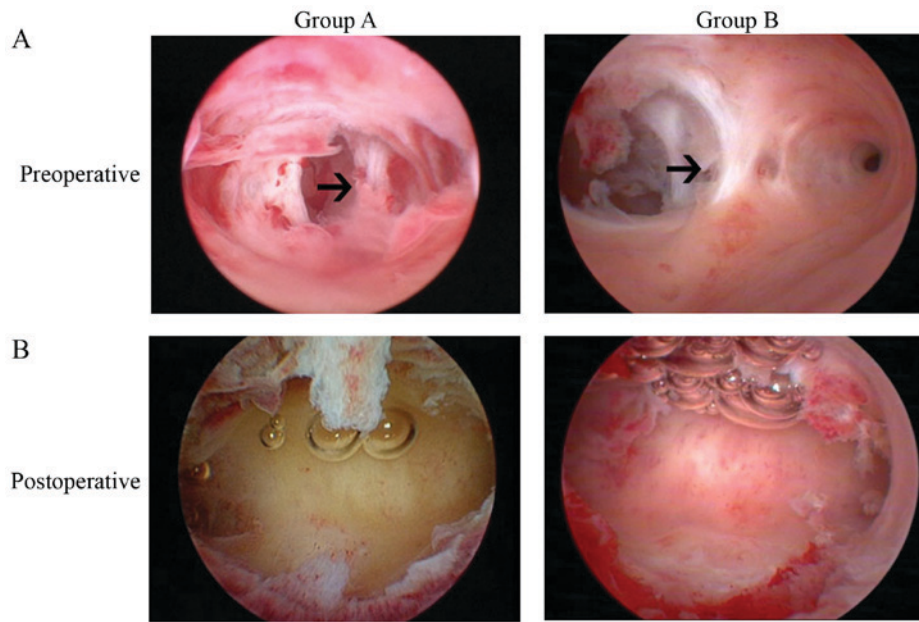 Group A
Group B
A
Preoperative
B
Postoperative